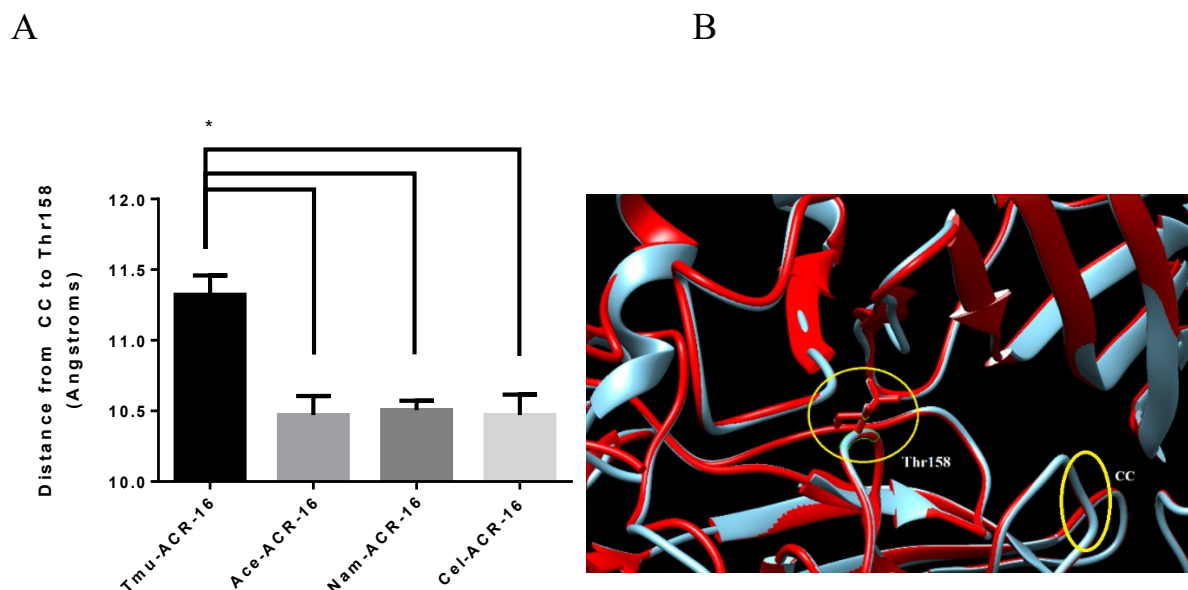 A
B
*
Distance from CC to Thr158
(Angstroms)
12.0
11.5
11.0
10.5
10.0
Tmu-ACR-16
Ace-ACR-16
Nam-ACR-16
Cel-ACR-16
Thr158
CC